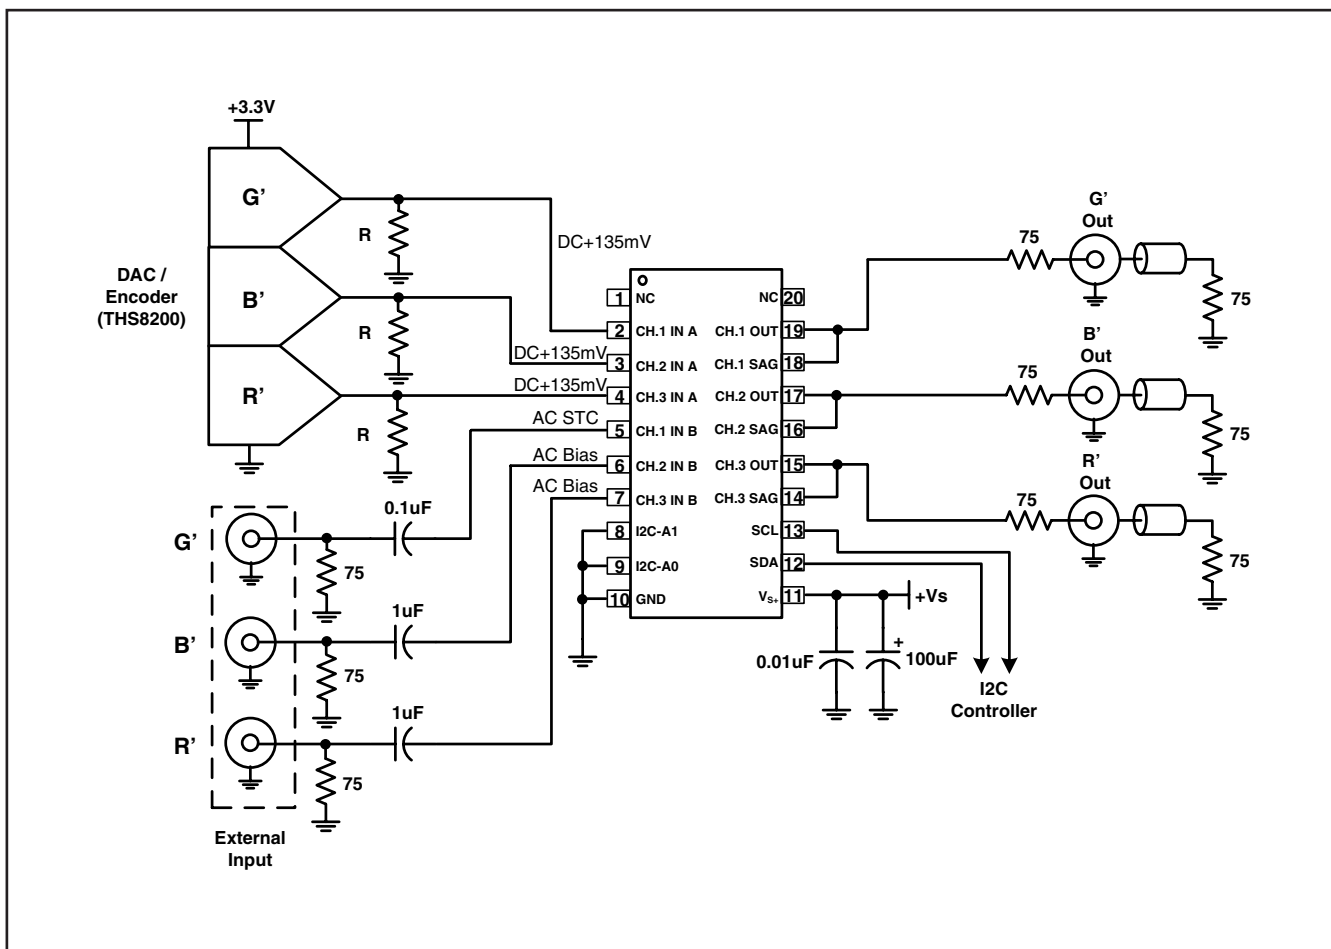 +3.3V
G’
B’
R’
DAC /
Encoder
(THS8200)
R
R
R
DC+135mV
DC+135mV
DC+135mV
AC STC
AC Bias
AC Bias
1 NC
2 CH.1 IN A
3 CH.2 IN A
4 CH.3 IN A
5 CH.1 IN B
6 CH.2 IN B
7 CH.3 IN B
8 I2C-A1
9 I2C-A0
10 GND
NC 20
CH.1 OUT 19
CH.1 SAG 18
CH.2 OUT 17
CH.2 SAG 16
CH.3 OUT 15
CH.3 SAG 14
SCL 13
SDA 12
VS+ 11
G’
Out
75
75
B’
Out
75
75
R’
Out
75
75
+Vs
0.01uF
+
100uF
I2C
Controller
G’
0.1uF
75
B’
1uF
75
R’
1uF
75
External
Input